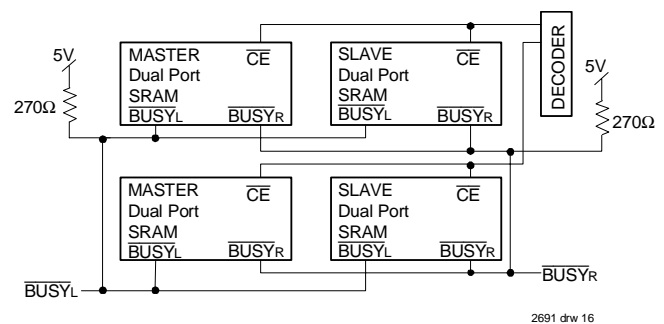 MASTER
Dual Port
SRAM
CE
BUSYL
BUSYR
SLAVE
Dual Port
SRAM
CE
BUSYL
BUSYR
DECODER
5V
270Ω
5V
270Ω
MASTER
Dual Port
SRAM
CE
BUSYL
BUSYR
SLAVE
Dual Port
SRAM
CE
BUSYL
BUSYR
BUSYL
BUSYR
2691 drw 16